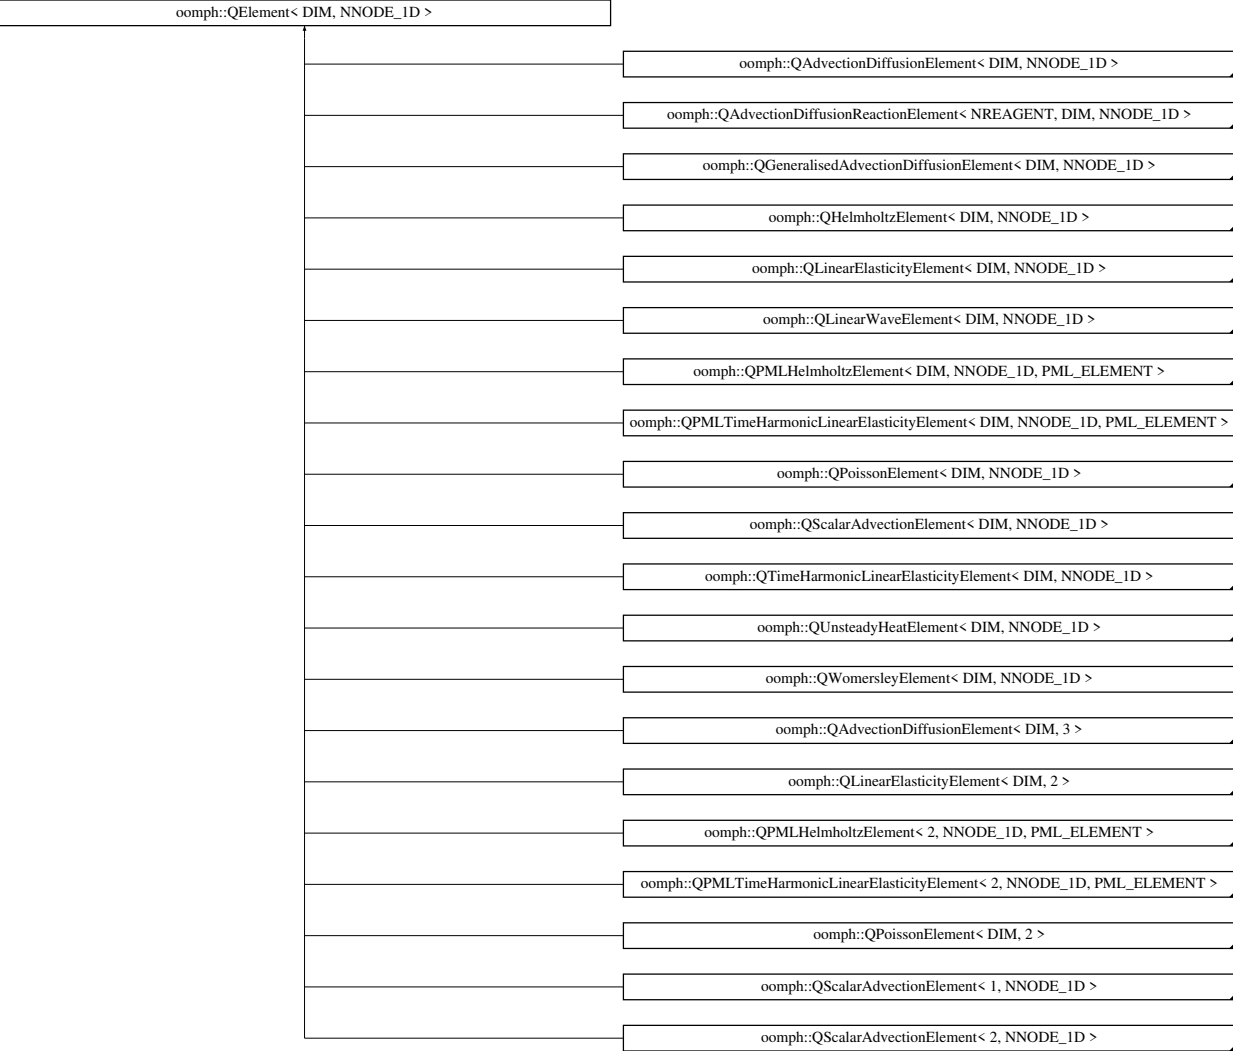 oomph::QElement< DIM, NNODE_1D >
oomph::QAdvectionDiffusionElement< DIM, NNODE_1D >
oomph::QAdvectionDiffusionReactionElement< NREAGENT, DIM, NNODE_1D >
oomph::QGeneralisedAdvectionDiffusionElement< DIM, NNODE_1D >
oomph::QHelmholtzElement< DIM, NNODE_1D >
oomph::QLinearElasticityElement< DIM, NNODE_1D >
oomph::QLinearWaveElement< DIM, NNODE_1D >
oomph::QPMLHelmholtzElement< DIM, NNODE_1D, PML_ELEMENT >
oomph::QPMLTimeHarmonicLinearElasticityElement< DIM, NNODE_1D, PML_ELEMENT >
oomph::QPoissonElement< DIM, NNODE_1D >
oomph::QScalarAdvectionElement< DIM, NNODE_1D >
oomph::QTimeHarmonicLinearElasticityElement< DIM, NNODE_1D >
oomph::QUnsteadyHeatElement< DIM, NNODE_1D >
oomph::QWomersleyElement< DIM, NNODE_1D >
oomph::QAdvectionDiffusionElement< DIM, 3 >
oomph::QLinearElasticityElement< DIM, 2 >
oomph::QPMLHelmholtzElement< 2, NNODE_1D, PML_ELEMENT >
oomph::QPMLTimeHarmonicLinearElasticityElement< 2, NNODE_1D, PML_ELEMENT >
oomph::QPoissonElement< DIM, 2 >
oomph::QScalarAdvectionElement< 1, NNODE_1D >
oomph::QScalarAdvectionElement< 2, NNODE_1D >